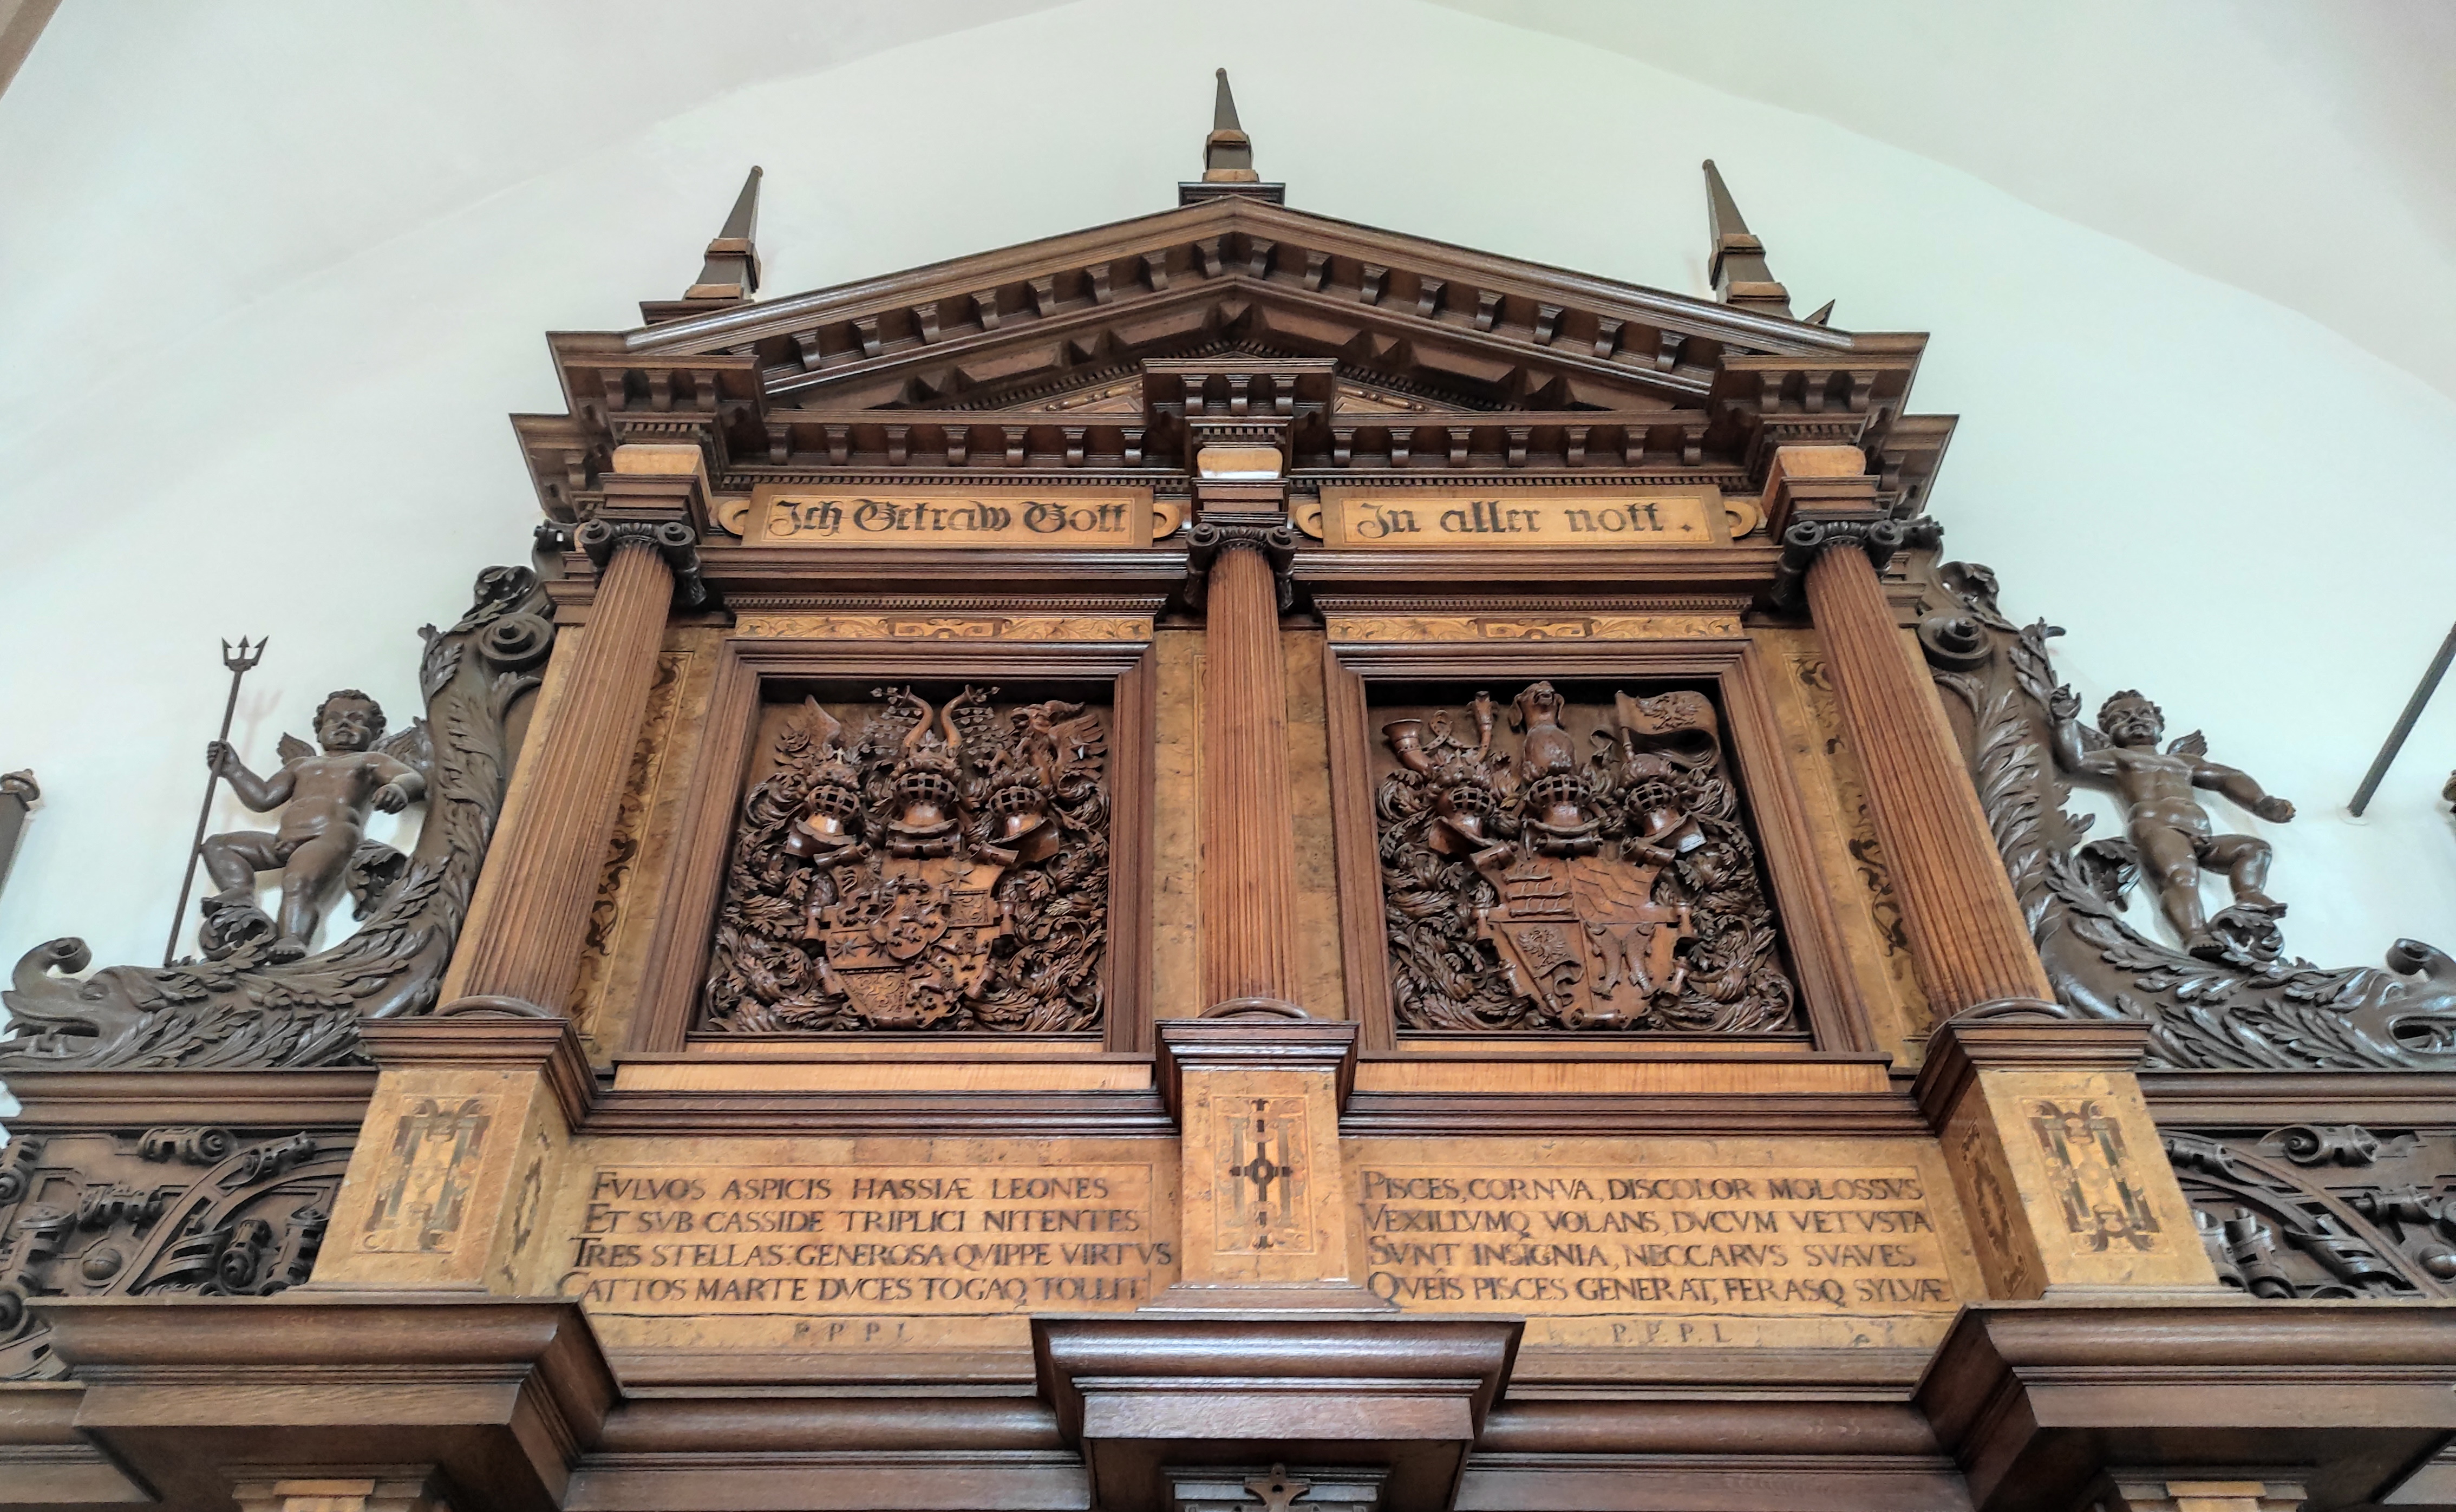 Ich Getraw Gott
In aller nott.
FVLVOS ASPICIS HASSIÆ LEONES
ET SVB CASSIDE TRIPLICI NITENTES
TRES STELLAS: GENEROSA QVIPPE VIRTVS
CATTOS MARTE DVCES TOGAQ TOLLIT
P. P. P. L.
PISCES, CORNVA, DISCOLOR MOLOSSVS
VEXILLVMQ VOLANS, DVCVM VETVSTA
SVNT INSIGNIA, NECCARVS SVAVES
QVEIS PISCES GENERAT, FERASQ SYLVÆ
P. P. P. L